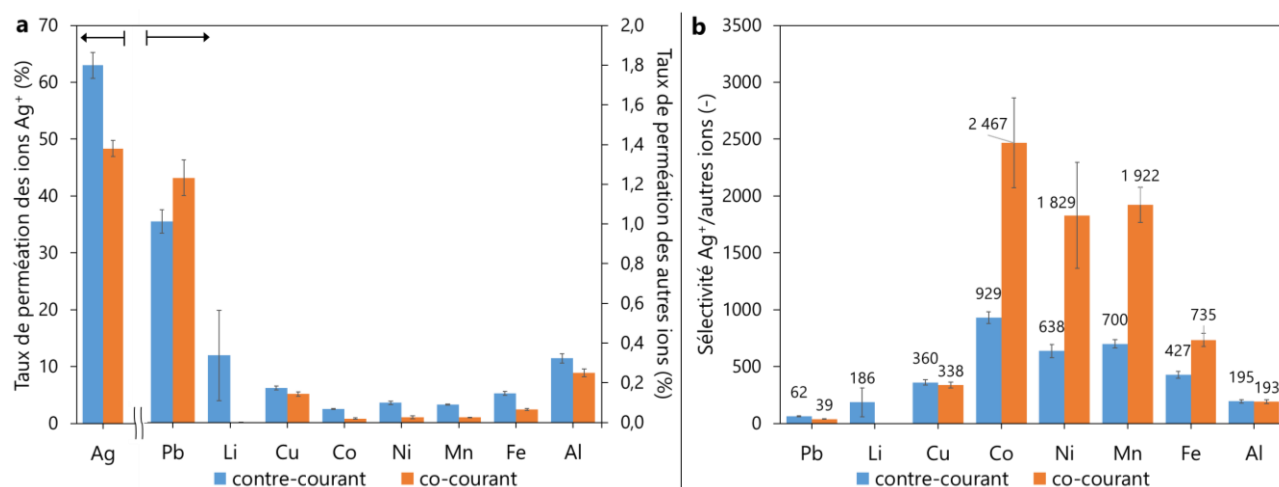 a
Taux de perméation des ions Ag⁺ (%)
70
60
50
40
30
20
10
0
Taux de perméation des autres ions (%)
2,0
1,8
1,6
1,4
1,2
1,0
0,8
0,6
0,4
0,2
0,0
Ag Pb Li Cu Co Ni Mn Fe Al
contre-courant co-courant
b
Sélectivité Ag⁺/autres ions (-)
3500
3000
2500
2000
1500
1000
500
0
62 39
186
360 338
929 2 467
638 1 829
700 1 922
427 735
195 193
Pb Li Cu Co Ni Mn Fe Al
contre-courant co-courant